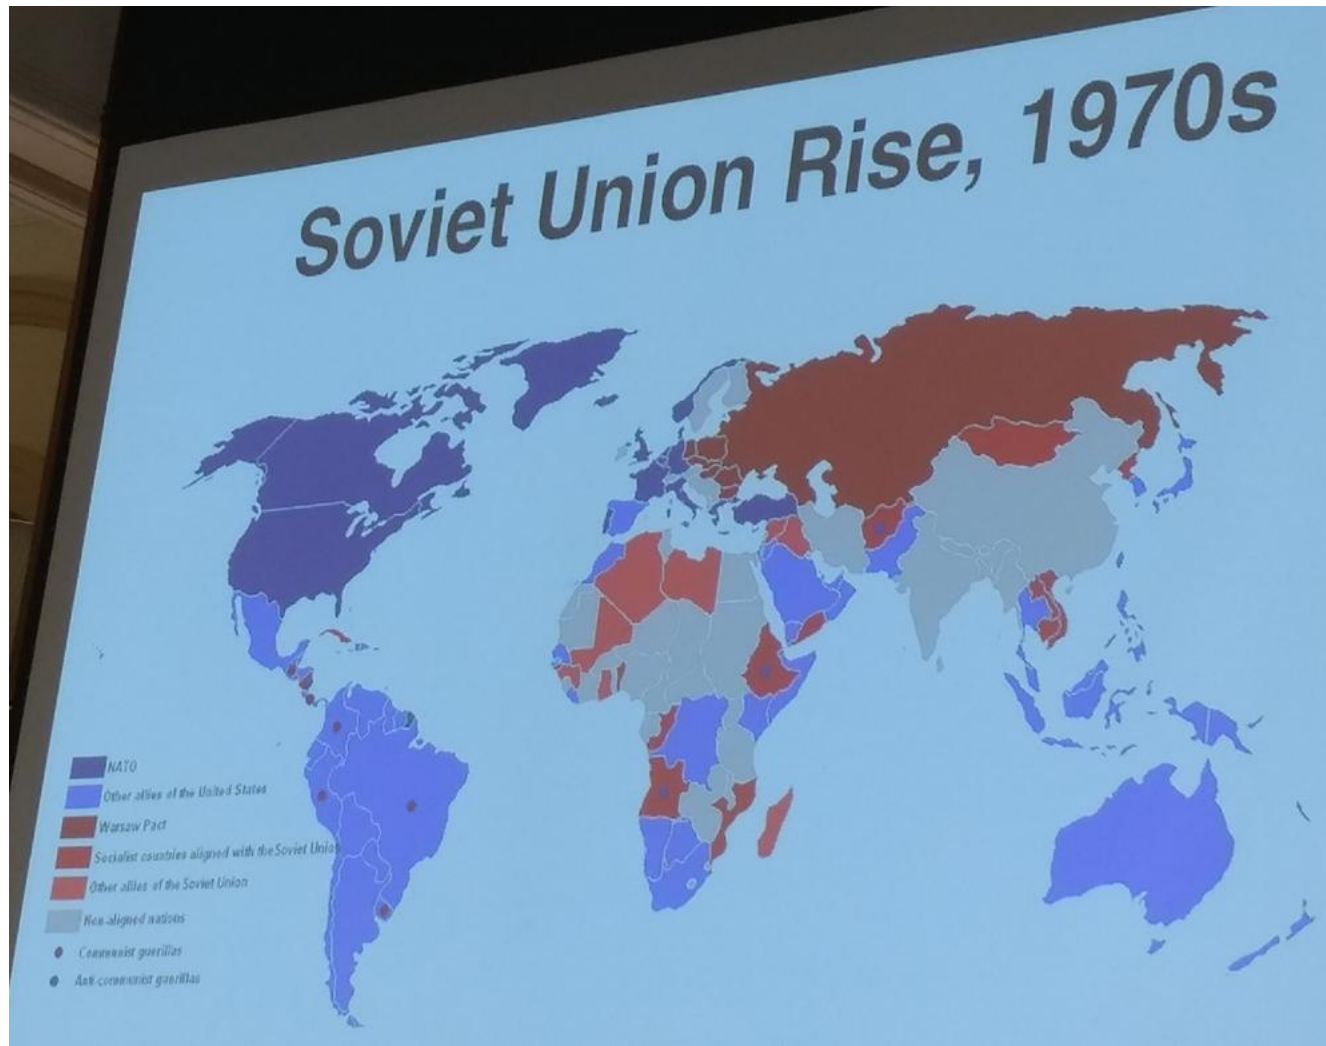 Soviet Union Rise, 1970s
NATO
Other allies of the United States
Warsaw Pact
Socialist countries aligned with the Soviet Union
Other allies of the Soviet Union
Non-aligned nations
Communist guerillas
Anti-communist guerillas